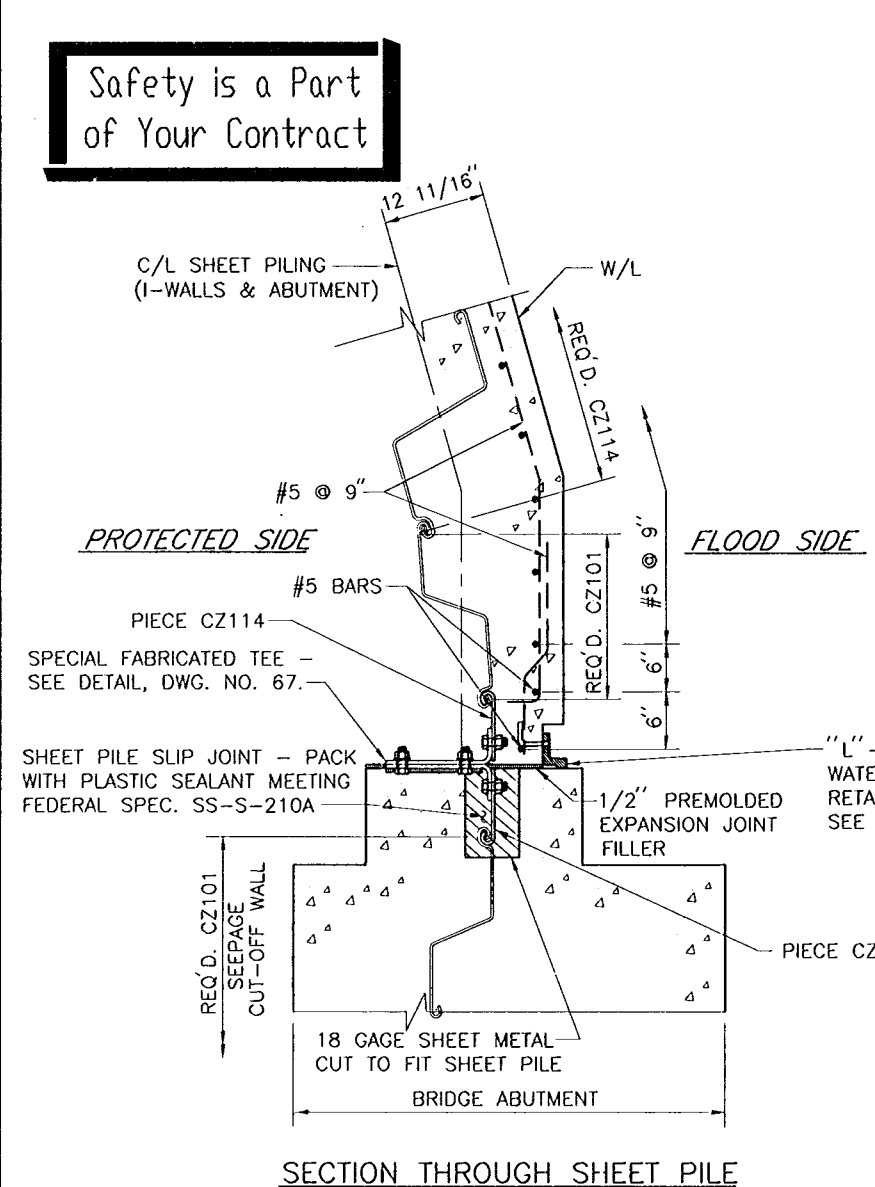 Safety is a Part
of Your Contract
12 11/16"
C/L SHEET PILING
(I-WALLS & ABUTMENT)
W/L
REQ'D. CZ114
#5 @ 9"
PROTECTED SIDE
FLOOD SIDE
#5 @ 9"
REQ'D. CZ101
#5 BARS
PIECE CZ114
6"
6"
SPECIAL FABRICATED TEE -
SEE DETAIL, DWG. NO. 67.
SHEET PILE SLIP JOINT - PACK
WITH PLASTIC SEALANT MEETING
FEDERAL SPEC. SS-S-210A
"L"-
WATE
RETA
SEE
1/2" PREMOLDED
EXPANSION JOINT
FILLER
REQ'D. CZ101
SEEPAGE
CUT-OFF WALL
PIECE CZ
18 GAGE SHEET METAL
CUT TO FIT SHEET PILE
BRIDGE ABUTMENT
SECTION THROUGH SHEET PILE